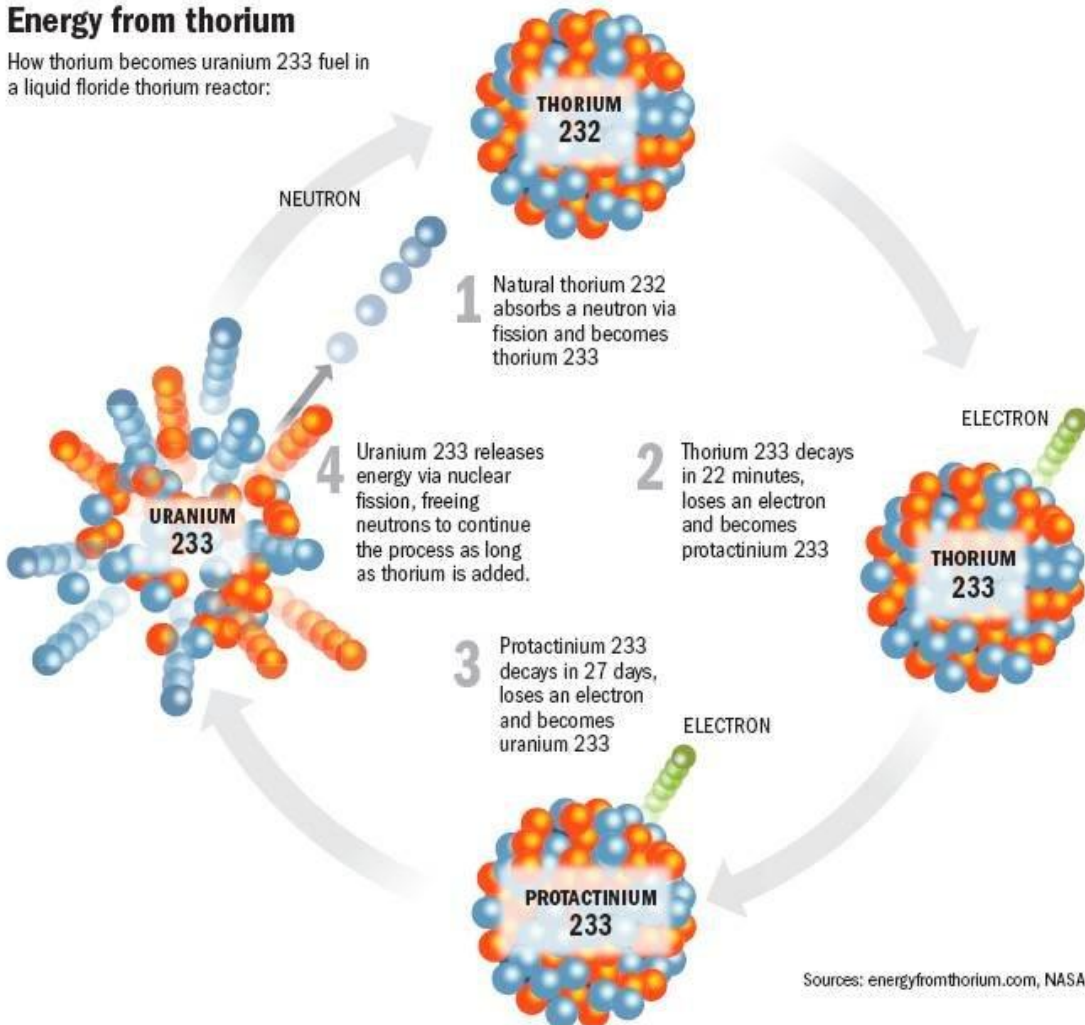 Energy from thorium
How thorium becomes uranium 233 fuel in
a liquid floride thorium reactor:
THORIUM
232
NEUTRON
1
Natural thorium 232
absorbs a neutron via
fission and becomes
thorium 233
ELECTRON
2
Thorium 233 decays
in 22 minutes,
loses an electron
and becomes
protactinium 233
THORIUM
233
3
Protactinium 233
decays in 27 days,
loses an electron
and becomes
uranium 233
ELECTRON
PROTACTINIUM
233
4
Uranium 233 releases
energy via nuclear
fission, freeing
neutrons to continue
the process as long
as thorium is added.
URANIUM
233
Sources: energyfromthorium.com, NASA